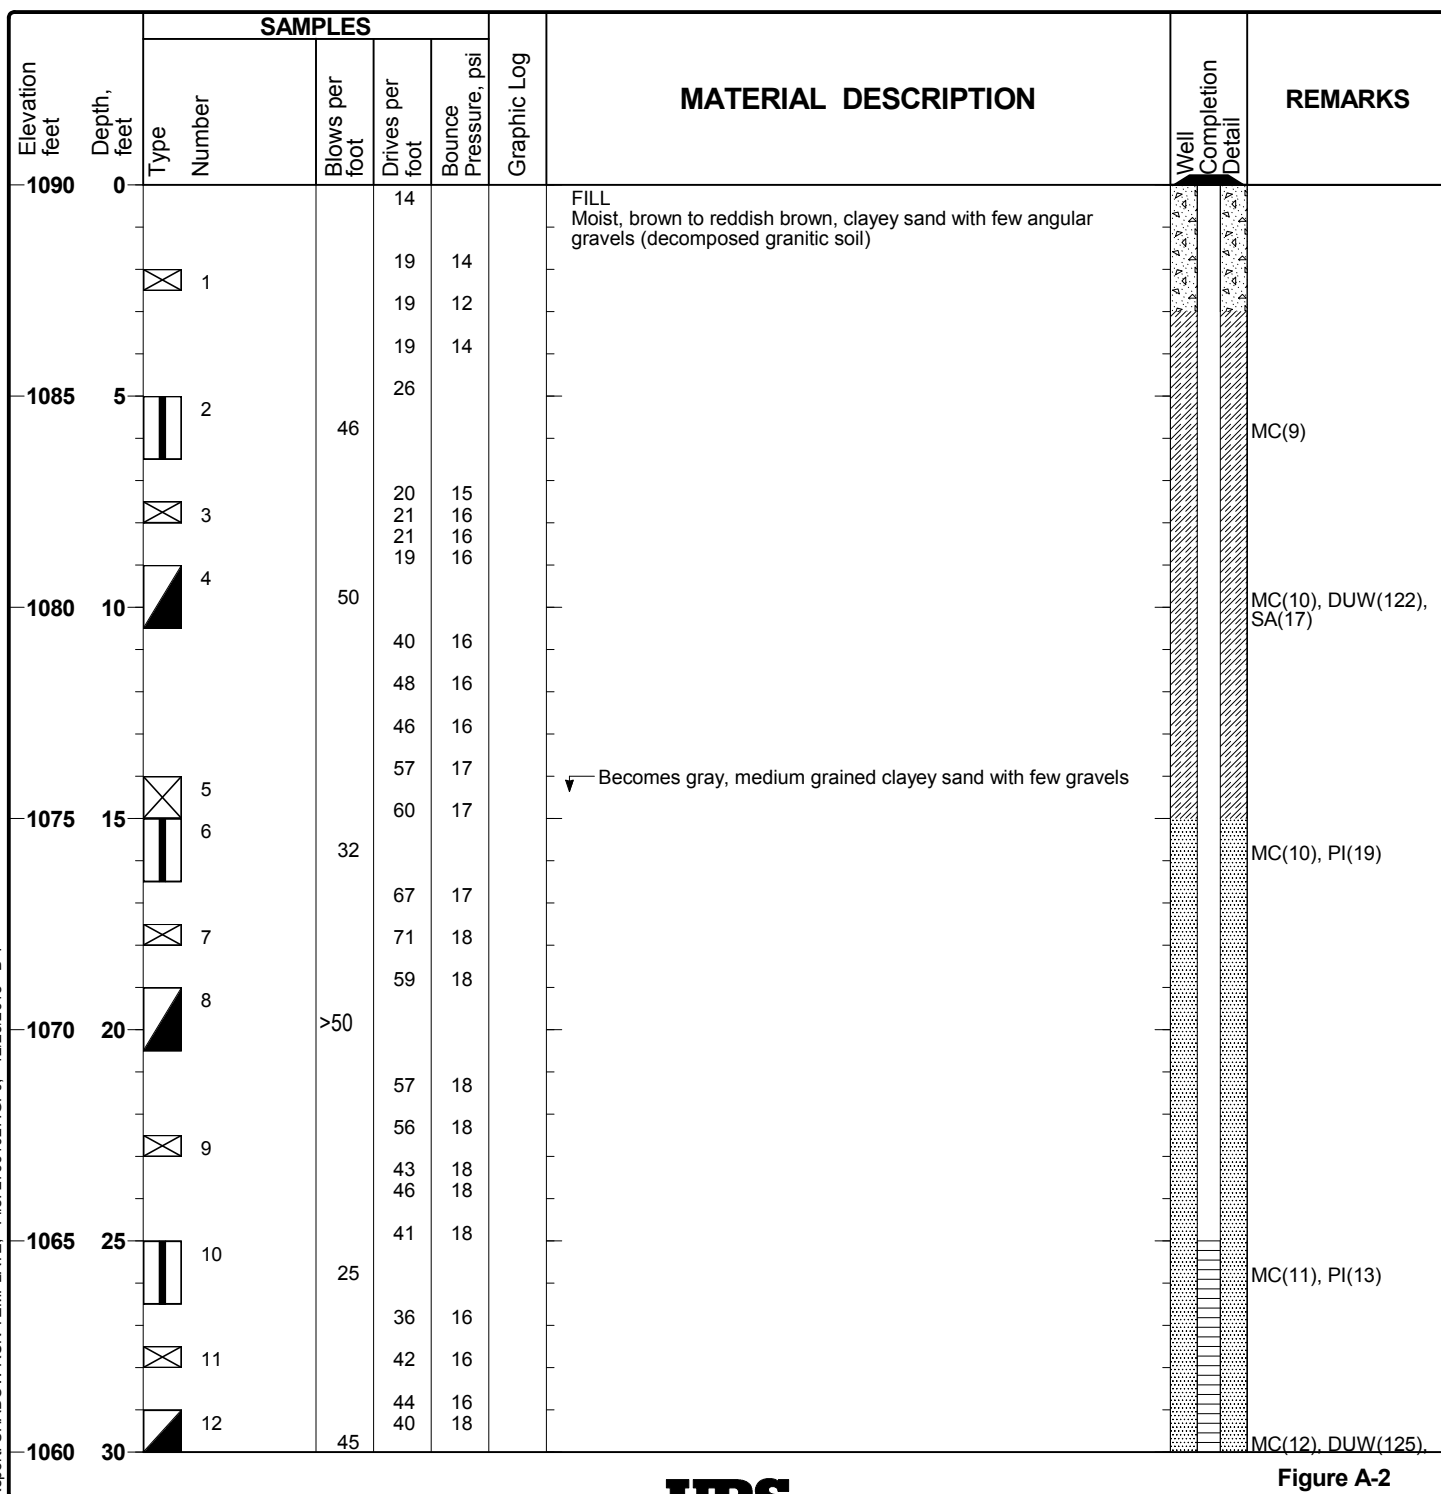 SAMPLES
Elevation
feet
Depth,
feet
Type
Number
Blows per
foot
Drives per
foot
Bounce
Pressure, psi
Graphic Log
MATERIAL DESCRIPTION
Well
Completion
Detail
REMARKS
1090 0
14
FILL
Moist, brown to reddish brown, clayey sand with few angular
gravels (decomposed granitic soil)
19 14
1
19 12
19 14
26
1085 5
2
46
MC(9)
20 15
3 21 16
21 16
19 16
4
50
MC(10), DUW(122),
SA(17)
1080 10
40 16
48 16
46 16
57 17
Becomes gray, medium grained clayey sand with few gravels
5
60 17
1075 15
6
32
MC(10), PI(19)
67 17
7 71 18
59 18
8
>50
1070 20
57 18
56 18
9
43 18
46 18
41 18
1065 25
10
25
MC(11), PI(13)
36 16
11 42 16
44 16
12 40 18
45
MC(12), DUW(125),
1060 30
Figure A-2
URS